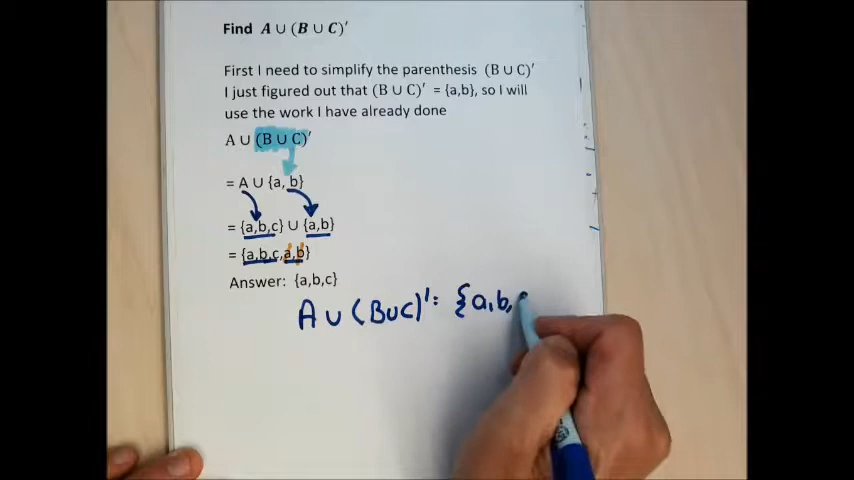 Find A ∪ (B ∪ C)′
First I need to simplify the parenthesis (B ∪ C)′
I just figured out that (B ∪ C)′ = {a,b}, so I will
use the work I have already done
A ∪ (B ∪ C)′
= A ∪ {a, b}
= {a,b,c} ∪ {a,b}
= {a,b,c,a,b}
Answer: {a,b,c}
A ∪ (B∪C)′: {a,b,